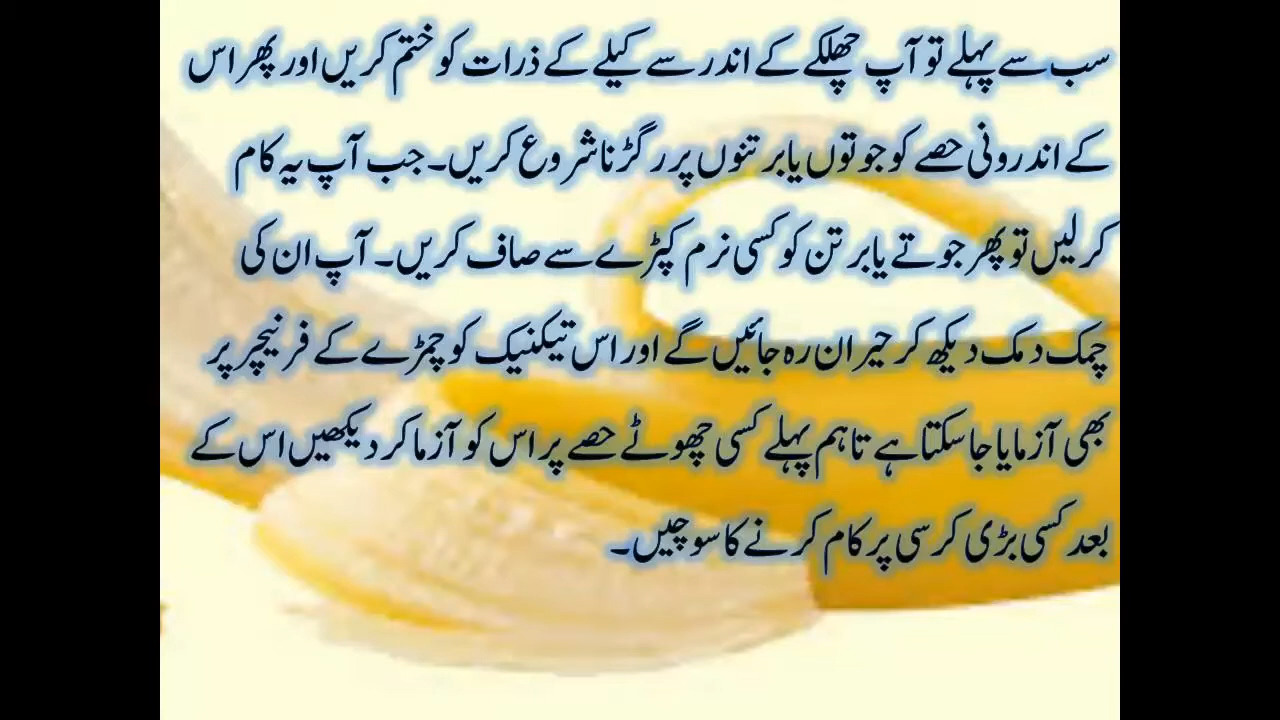 سب سے پہلے تو آپ چھلکے کے اندر سے کیلے کے ذرات کو ختم کریں اور پھر اس
کے اندرونی حصے کو جوتوں یا برتنوں پر رگڑنا شروع کریں۔ جب آپ یہ کام
کر لیں تو پھر جوتے یا برتن کو کسی نرم کپڑے سے صاف کریں۔ آپ ان کی
چمک دمک دیکھ کر حیران رہ جائیں گے اور اس تیکنیک کو چمڑے کے فرنیچر پر
بھی آزمایا جا سکتا ہے تاہم پہلے کسی چھوٹے حصے پر اس کو آزما کر دیکھیں اس کے
بعد کسی بڑی کرسی پر کام کرنے کا سوچیں۔